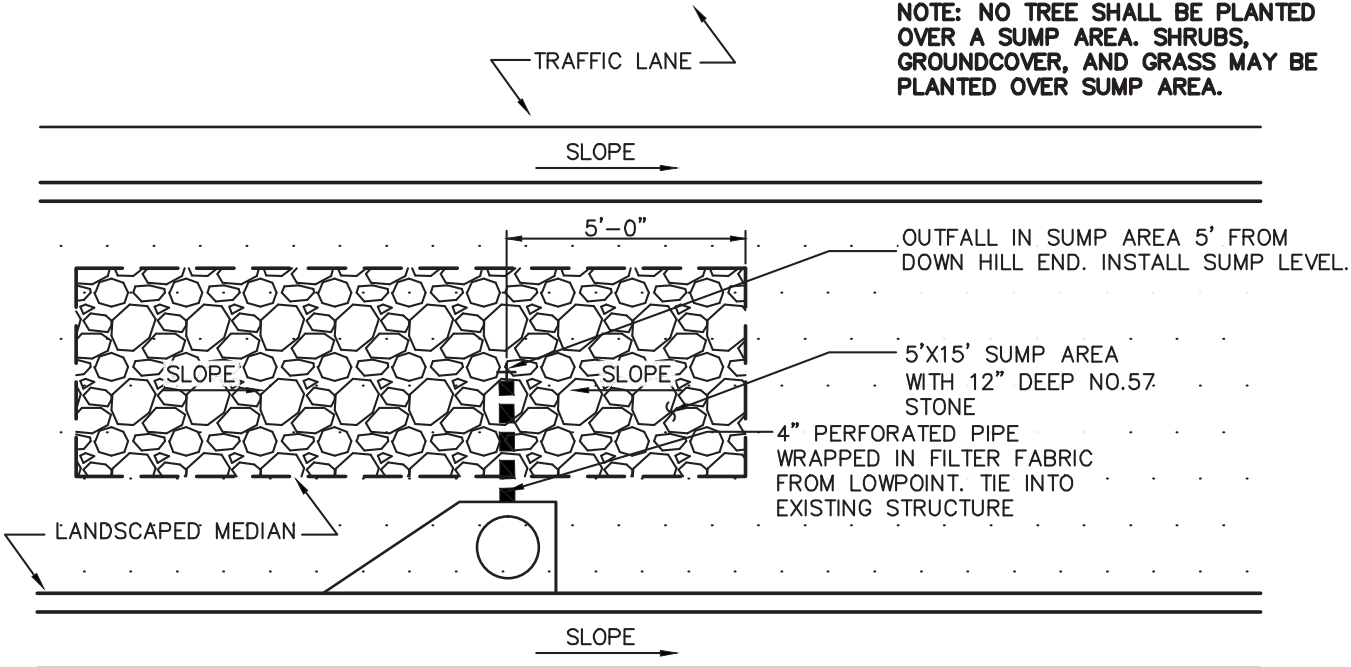 NOTE: NO TREE SHALL BE PLANTED
OVER A SUMP AREA. SHRUBS,
GROUNDCOVER, AND GRASS MAY BE
PLANTED OVER SUMP AREA.
TRAFFIC LANE
SLOPE
5'-0"
OUTFALL IN SUMP AREA 5' FROM
DOWN HILL END. INSTALL SUMP LEVEL.
5'X15' SUMP AREA
WITH 12" DEEP NO.57
STONE
SLOPE
SLOPE
4" PERFORATED PIPE
WRAPPED IN FILTER FABRIC
FROM LOWPOINT. TIE INTO
EXISTING STRUCTURE
LANDSCAPED MEDIAN
SLOPE